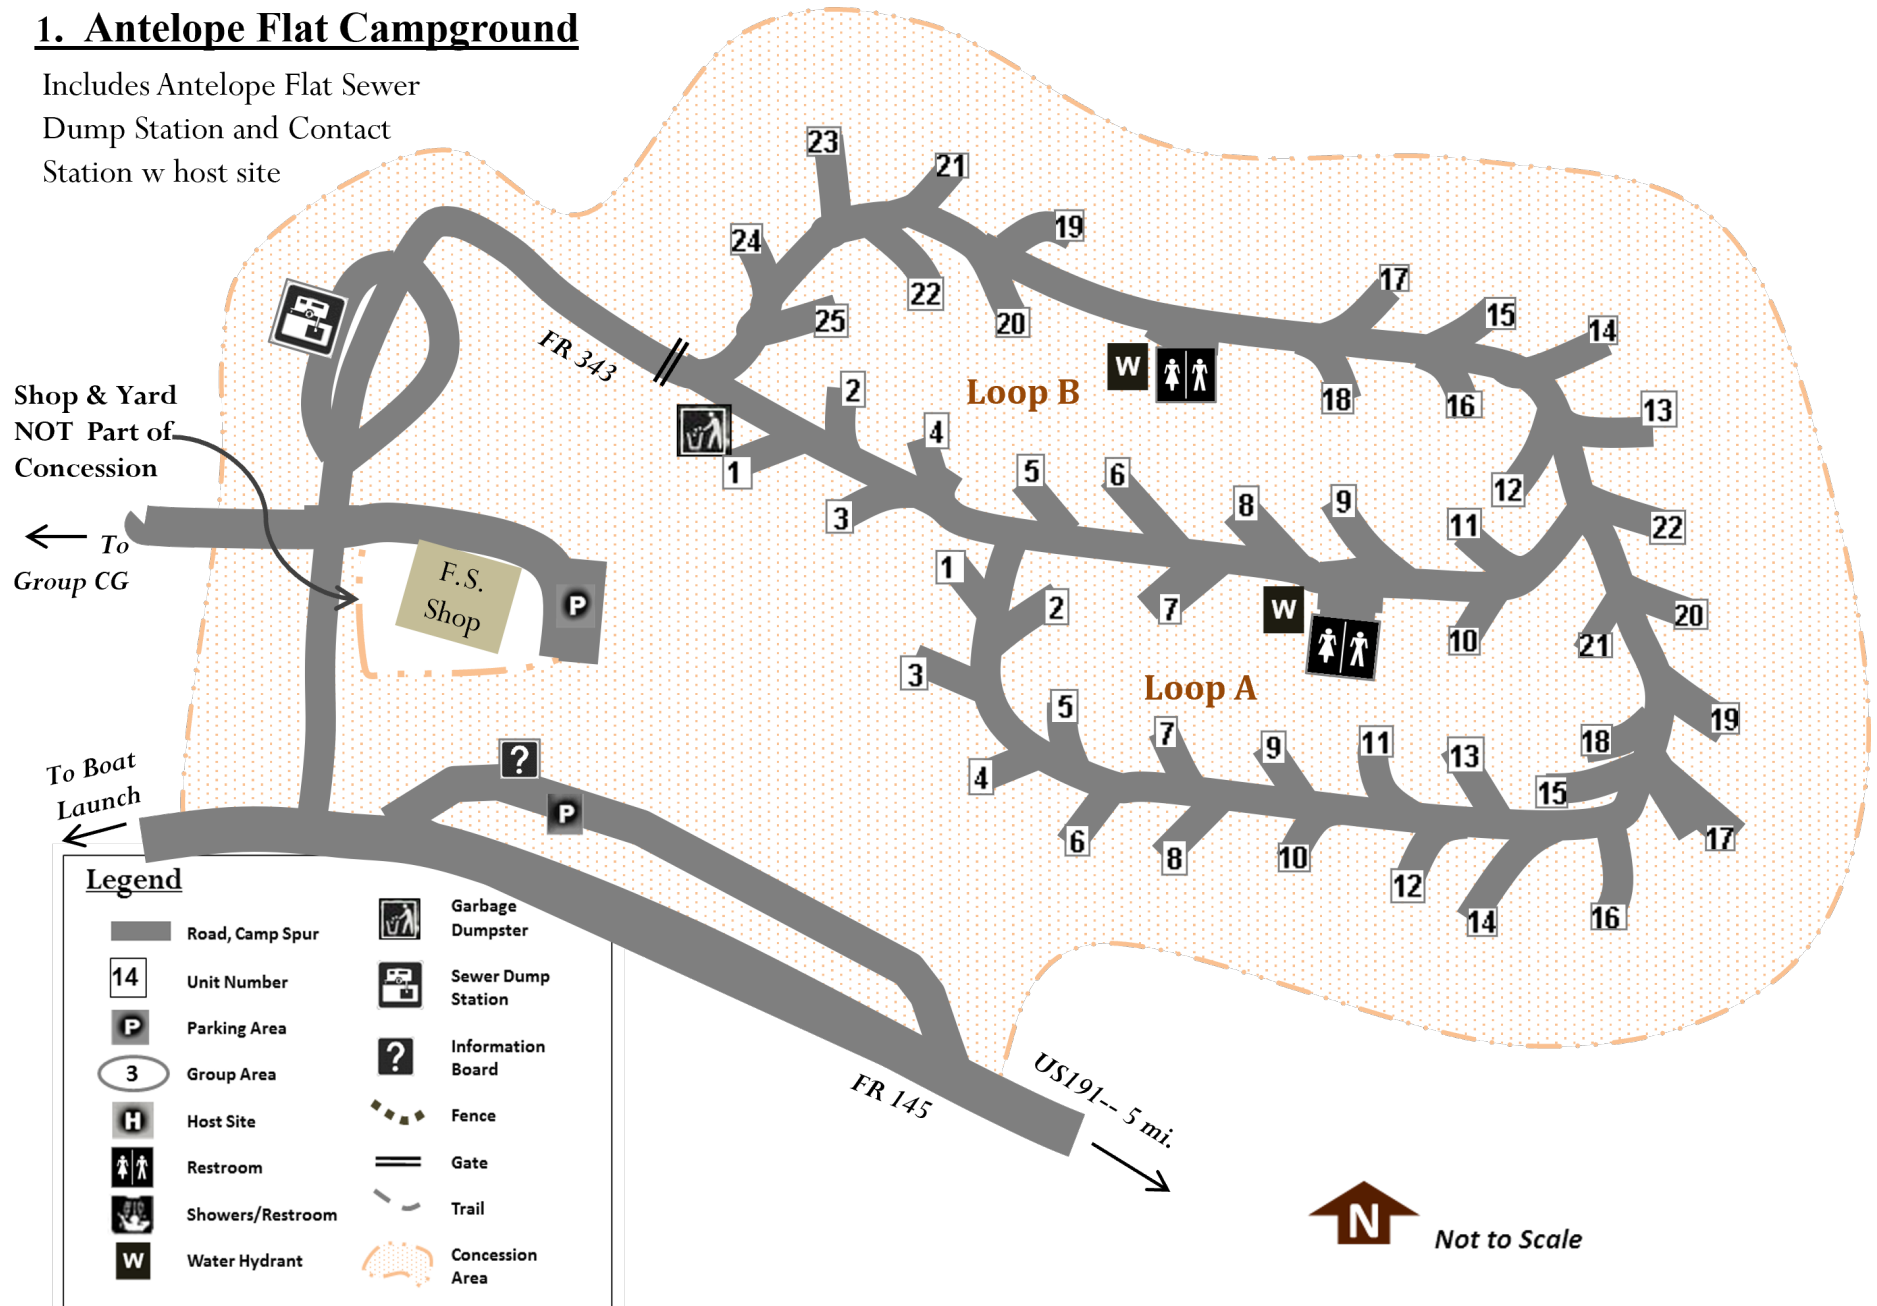 1. Antelope Flat Campground
Includes Antelope Flat Sewer
Dump Station and Contact
Station w host site
23
21
24
19
22
25
20
17
15
14
FR 343
W
Loop B
2
18
16
13
4
1
3
5
6
8
9
11
12
22
Shop & Yard
NOT Part of
Concession
To
Group CG
F.S.
Shop
P
1
2
7
W
10
21
20
3
Loop A
5
4
7
9
11
13
18
19
15
6
8
10
12
14
16
17
To Boat
Launch
?
P
FR 145
US191-- 5 mi.
Legend
Road, Camp Spur
14
Unit Number
P
Parking Area
3
Group Area
H
Host Site
Restroom
Showers/Restroom
W
Water Hydrant
Garbage
Dumpster
Sewer Dump
Station
?
Information
Board
Fence
Gate
Trail
Concession
Area
N
Not to Scale